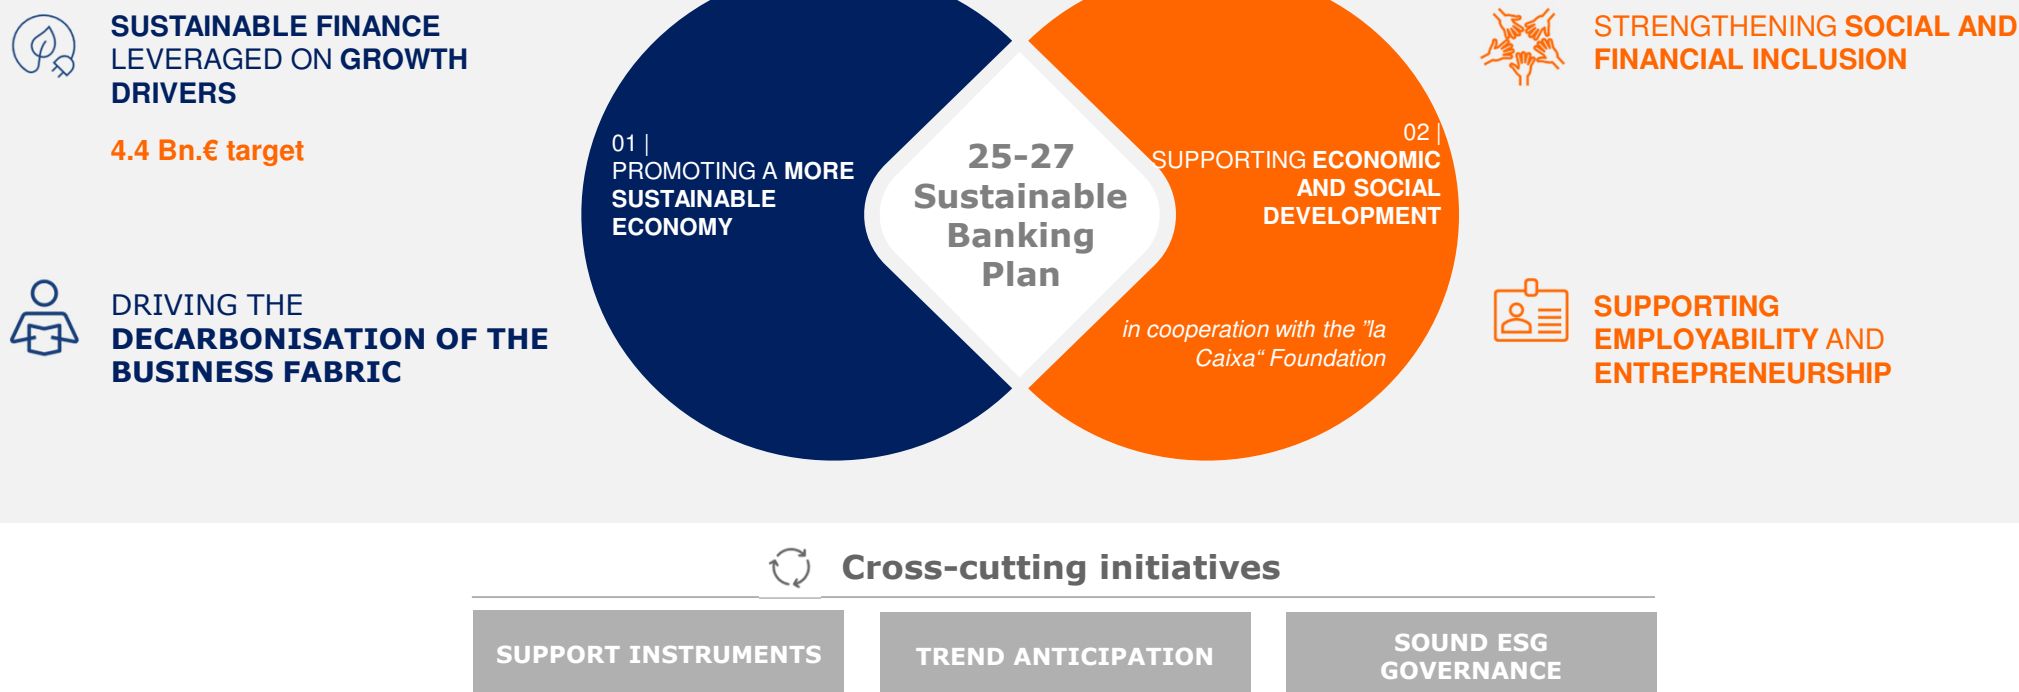 SUSTAINABLE FINANCE
LEVERAGED ON GROWTH
DRIVERS
4.4 Bn.€ target
DRIVING THE
DECARBONISATION OF THE
BUSINESS FABRIC
01 |
PROMOTING A MORE
SUSTAINABLE
ECONOMY
25-27
Sustainable
Banking
Plan
02 |
SUPPORTING ECONOMIC
AND SOCIAL
DEVELOPMENT
in cooperation with the ”la
Caixa“ Foundation
STRENGTHENING SOCIAL AND
FINANCIAL INCLUSION
SUPPORTING
EMPLOYABILITY AND
ENTREPRENEURSHIP
Cross-cutting initiatives
SUPPORT INSTRUMENTS
TREND ANTICIPATION
SOUND ESG
GOVERNANCE